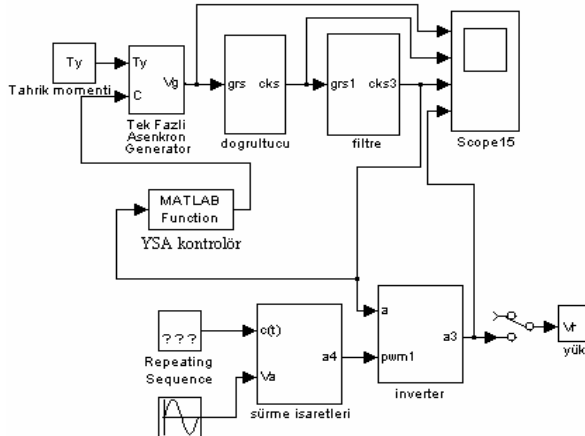 Ty
Tahrik momenti
Ty
C
Vg
Tek Fazli
Asenkron
Generator
grs
cks
dogrultucu
grs1
cks3
filtre
Scope15
MATLAB
Function
YSA kontrolör
???
Repeating
Sequence
c(t)
Va
a4
sürme isaretleri
a
pwm1
a3
inverter
yük